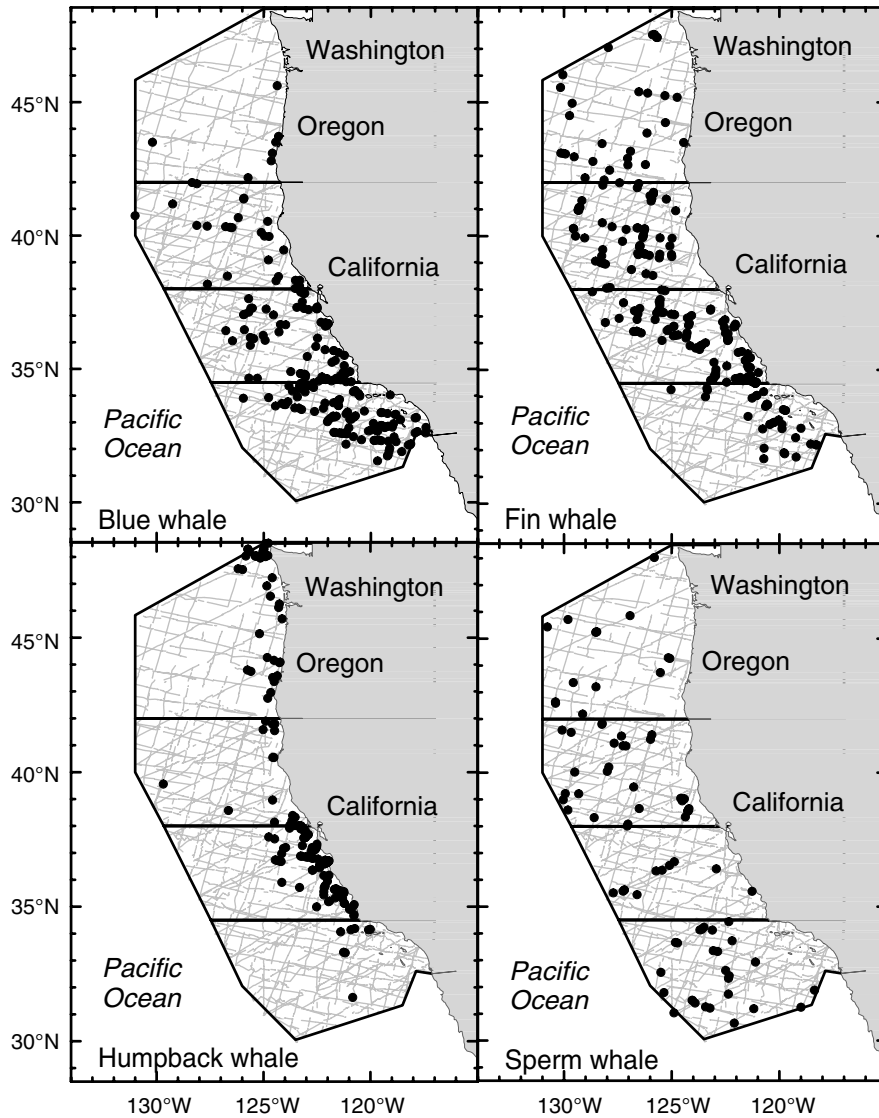 Washington
Washington
45°N
Oregon
Oregon
40°N
California
California
35°N
Pacific
Ocean
Pacific
Ocean
30°N
Blue whale
Fin whale
Washington
Washington
45°N
Oregon
Oregon
40°N
California
California
35°N
Pacific
Ocean
Pacific
Ocean
30°N
Humpback whale
Sperm whale
130°W 125°W 120°W 130°W 125°W 120°W